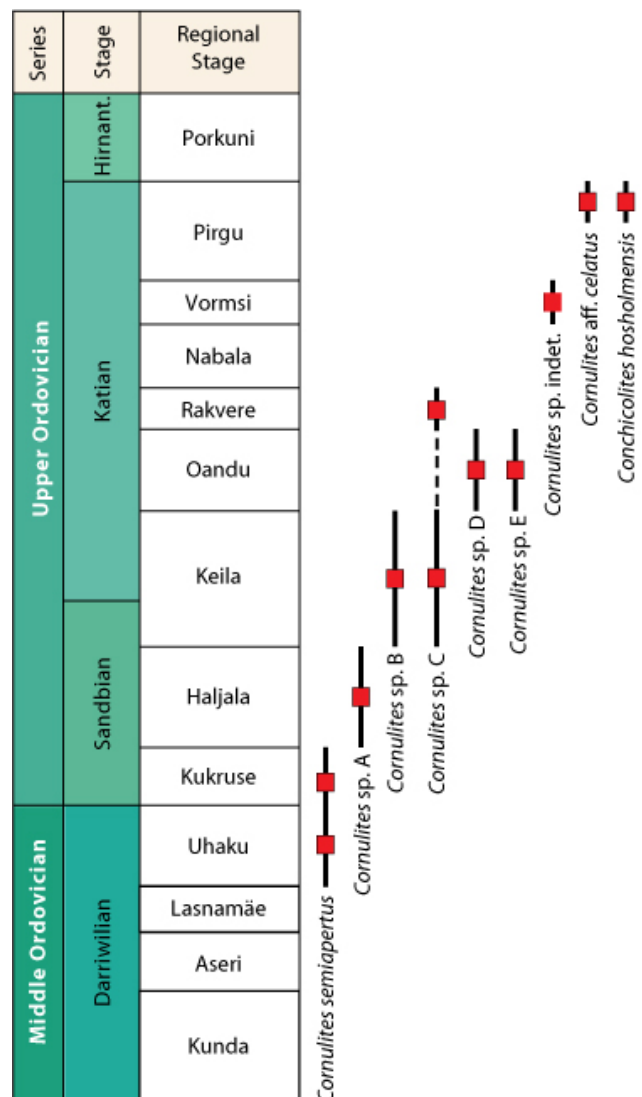 Series
Stage
Regional
Stage
Upper Ordovician
Middle Ordovician
Hirnant.
Katian
Sandbian
Darriwilian
Porkuni
Pirgu
Vormsi
Nabala
Rakvere
Oandu
Keila
Haljala
Kukruse
Uhaku
Lasnamäe
Aseri
Kunda
Cornulites semiapertus
Cornulites sp. A
Cornulites sp. B
Cornulites sp. C
Cornulites sp. D
Cornulites sp. E
Cornulites sp. indet.
Cornulites aff. celatus
Conchicolites hosholmensis